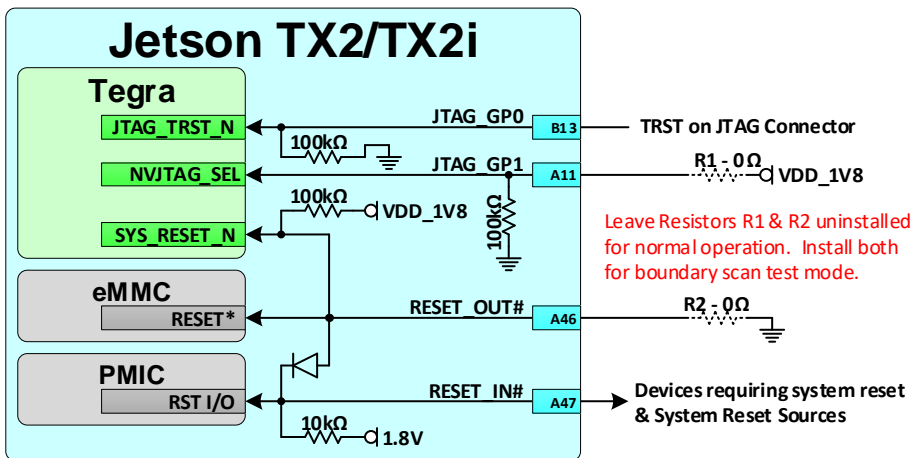 Jetson TX2/TX2i
Tegra
JTAG_TRST_N
JTAG_GP0
B13
TRST on JTAG Connector
100kΩ
NVJTAG_SEL
JTAG_GP1
A11
R1 - 0Ω
VDD_1V8
100kΩ
VDD_1V8
100kΩ
SYS_RESET_N
Leave Resistors R1 & R2 uninstalled
for normal operation. Install both
for boundary scan test mode.
eMMC
RESET*
RESET_OUT#
A46
R2 - 0Ω
PMIC
RST I/O
RESET_IN#
A47
Devices requiring system reset
& System Reset Sources
10kΩ
1.8V